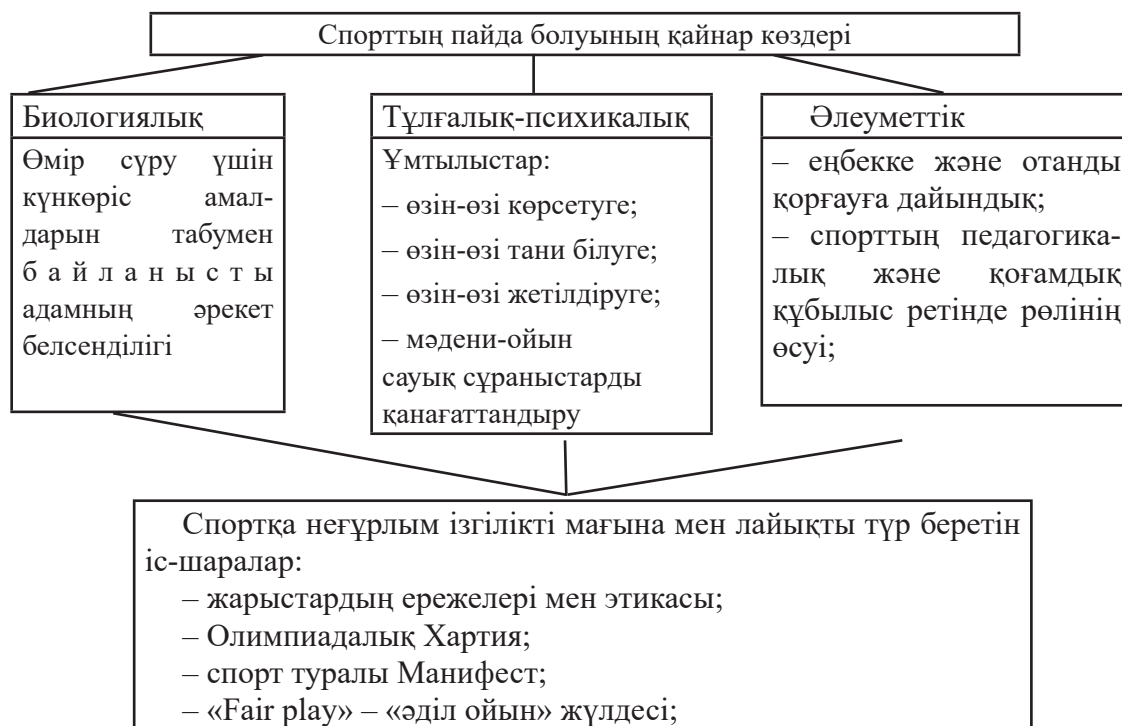 Спорттың пайда болуының қайнар көздері
Биологиялық
Өмір сүру үшін
күнкөріс амал-
дарын табумен
байланысты
адамның әрекет
белсенділігі
Тұлғалық-психикалық
Ұмтылыстар:
– өзін-өзі көрсетуге;
– өзін-өзі тани білуге;
– өзін-өзі жетілдіруге;
– мәдени-ойын
сауық сұраныстарды
қанағаттандыру
Әлеуметтік
– еңбекке және отанды
қорғауға дайындық;
– спорттың педагогика-
лық және қоғамдық
құбылыс ретінде рөлінің
өсуі;
Спортқа неғұрлым ізгілікті мағына мен лайықты түр беретін
іс-шаралар:
– жарыстардың ережелері мен этикасы;
– Олимпиадалық Хартия;
– спорт туралы Манифест;
– «Fair play» – «әділ ойын» жүлдесі;